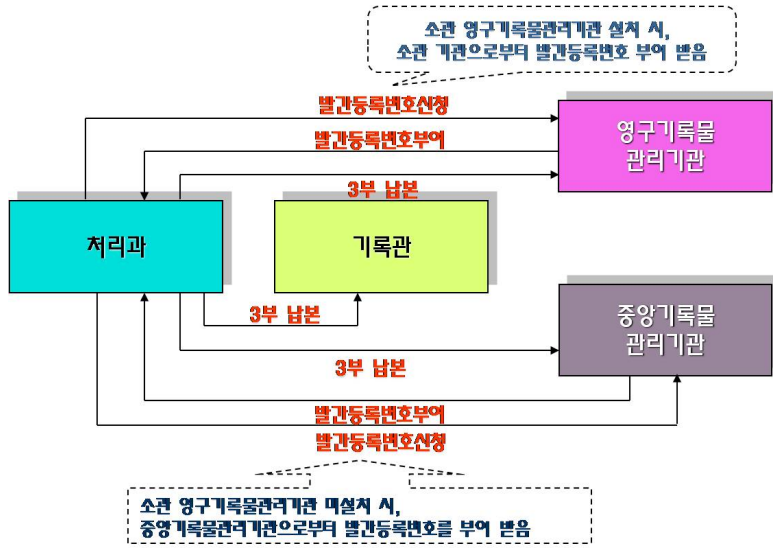 소관 영구기록물관리기관 설치 시,
소관 기관으로부터 발간등록번호 부여 받음
발간등록번호신청
발간등록번호부여
영구기록물
관리기관
3부 납본
처리과
기록관
3부 납본
중앙기록물
관리기관
3부 납본
발간등록번호부여
발간등록번호신청
소관 영구기록물관리기관 미설치 시,
중앙기록물관리기관으로부터 발간등록번호를 부여 받음